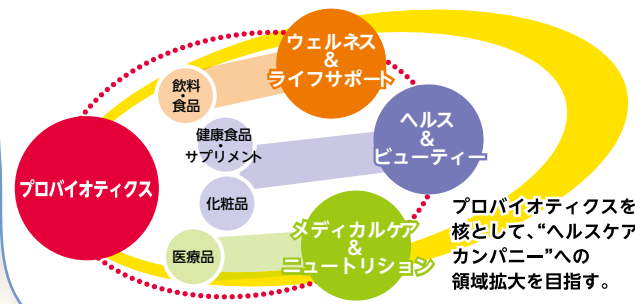 ウェルネス
&
ライフサポート
飲料
・
食品
ヘルス
&
ビューティー
健康食品
・
サプリメント
プロバイオティクス
化粧品
メディカルケア
&
ニュートリション
医療品
プロバイオティクスを
核として、“ヘルスケア
カンパニー”への
領域拡大を目指す。